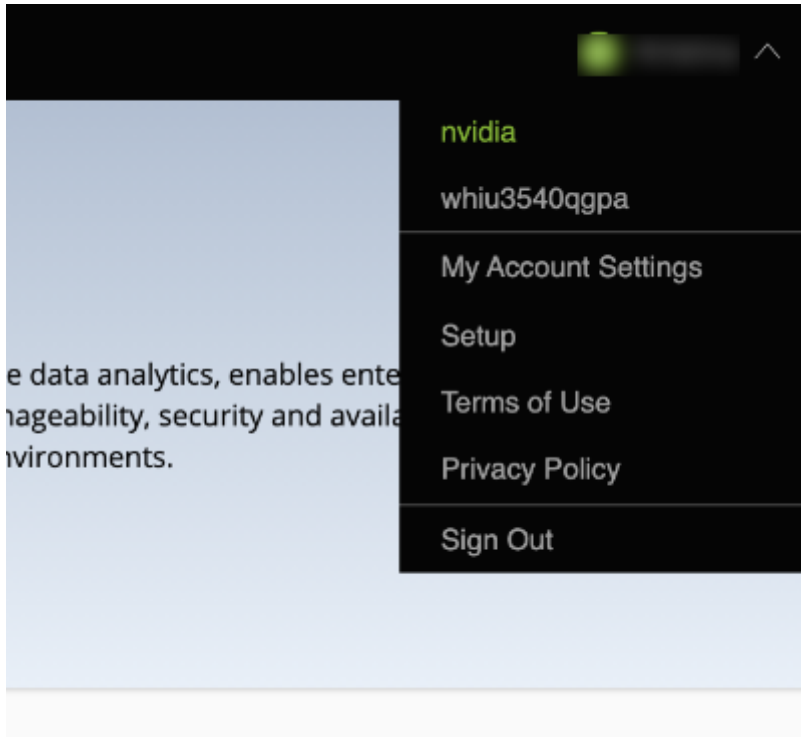 nvidia
whiu3540qgpa
My Account Settings
Setup
Terms of Use
Privacy Policy
Sign Out
e data analytics, enables ente
nageability, security and availa
nvironments.